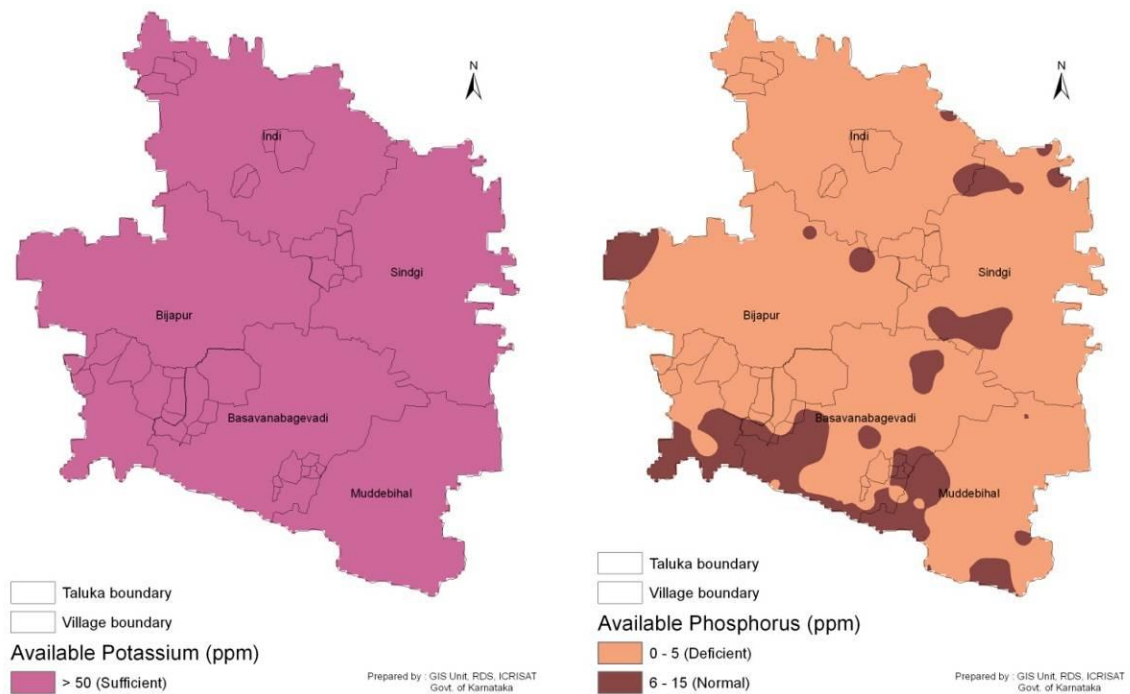 N
Indi
Sindgi
Bijapur
Basavanabagevadi
Muddebihal
Taluka boundary
Village boundary
Available Potassium (ppm)
> 50 (Sufficient)
Prepared by : GIS Unit, RDS, ICRISAT
Govt. of Karnataka
N
Indi
Sindgi
Bijapur
Basavanabagevadi
Muddebihal
Taluka boundary
Village boundary
Available Phosphorus (ppm)
0 - 5 (Deficient)
6 - 15 (Normal)
Prepared by : GIS Unit, RDS, ICRISAT
Govt. of Karnataka